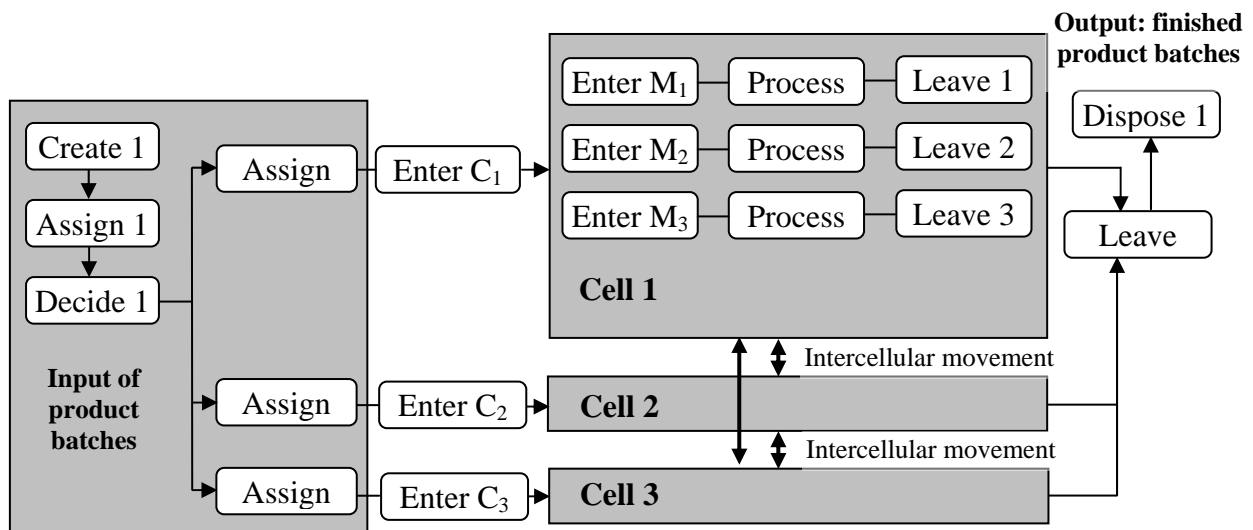 Output: finished
product batches
Create 1
Assign 1
Decide 1
Input of
product
batches
Assign
Enter C₁
Enter M₁
Process
Leave 1
Enter M₂
Process
Leave 2
Enter M₃
Process
Leave 3
Cell 1
Dispose 1
Leave
Intercellular movement
Assign
Enter C₂
Cell 2
Intercellular movement
Assign
Enter C₃
Cell 3